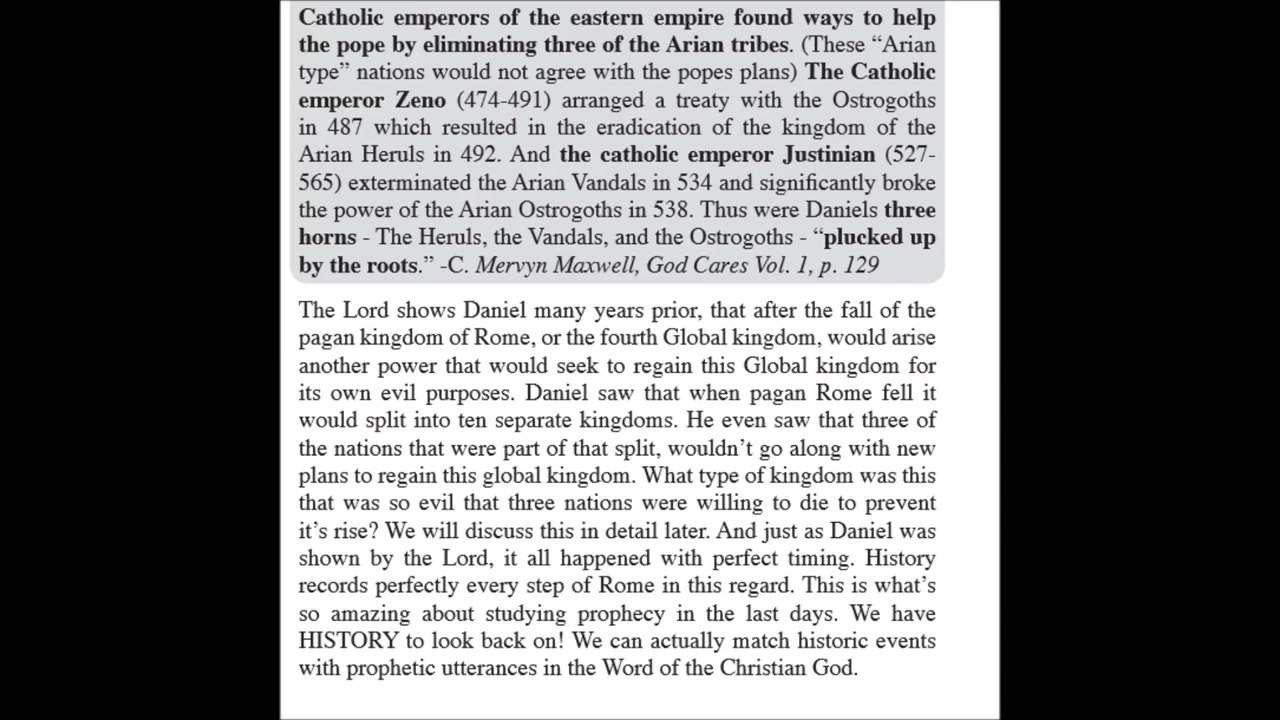 Catholic emperors of the eastern empire found ways to help
the pope by eliminating three of the Arian tribes. (These “Arian
type” nations would not agree with the popes plans) The Catholic
emperor Zeno (474-491) arranged a treaty with the Ostrogoths
in 487 which resulted in the eradication of the kingdom of the
Arian Heruls in 492. And the catholic emperor Justinian (527-
565) exterminated the Arian Vandals in 534 and significantly broke
the power of the Arian Ostrogoths in 538. Thus were Daniels three
horns - The Heruls, the Vandals, and the Ostrogoths - “plucked up
by the roots.” -C. Mervyn Maxwell, God Cares Vol. 1, p. 129
The Lord shows Daniel many years prior, that after the fall of the
pagan kingdom of Rome, or the fourth Global kingdom, would arise
another power that would seek to regain this Global kingdom for
its own evil purposes. Daniel saw that when pagan Rome fell it
would split into ten separate kingdoms. He even saw that three of
the nations that were part of that split, wouldn’t go along with new
plans to regain this global kingdom. What type of kingdom was this
that was so evil that three nations were willing to die to prevent
it’s rise? We will discuss this in detail later. And just as Daniel was
shown by the Lord, it all happened with perfect timing. History
records perfectly every step of Rome in this regard. This is what’s
so amazing about studying prophecy in the last days. We have
HISTORY to look back on! We can actually match historic events
with prophetic utterances in the Word of the Christian God.